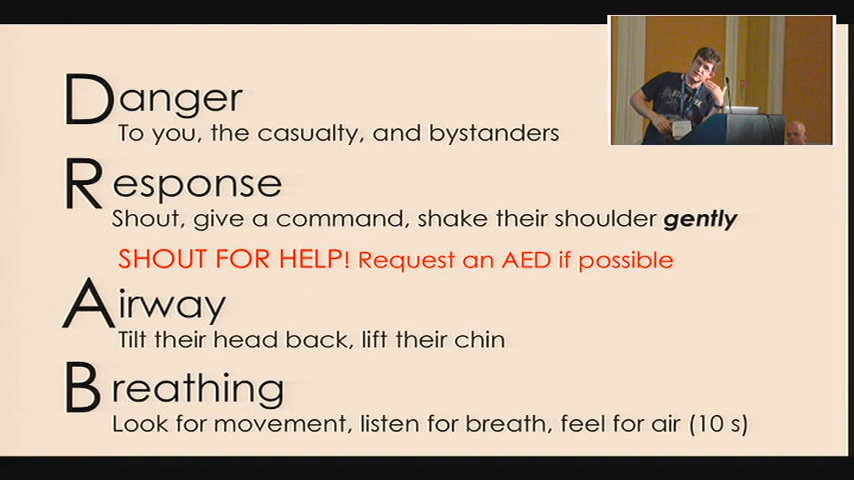 Danger
To you, the casualty, and bystanders
Response
Shout, give a command, shake their shoulder gently
SHOUT FOR HELP! Request an AED if possible
Airway
Tilt their head back, lift their chin
Breathing
Look for movement, listen for breath, feel for air (10 s)